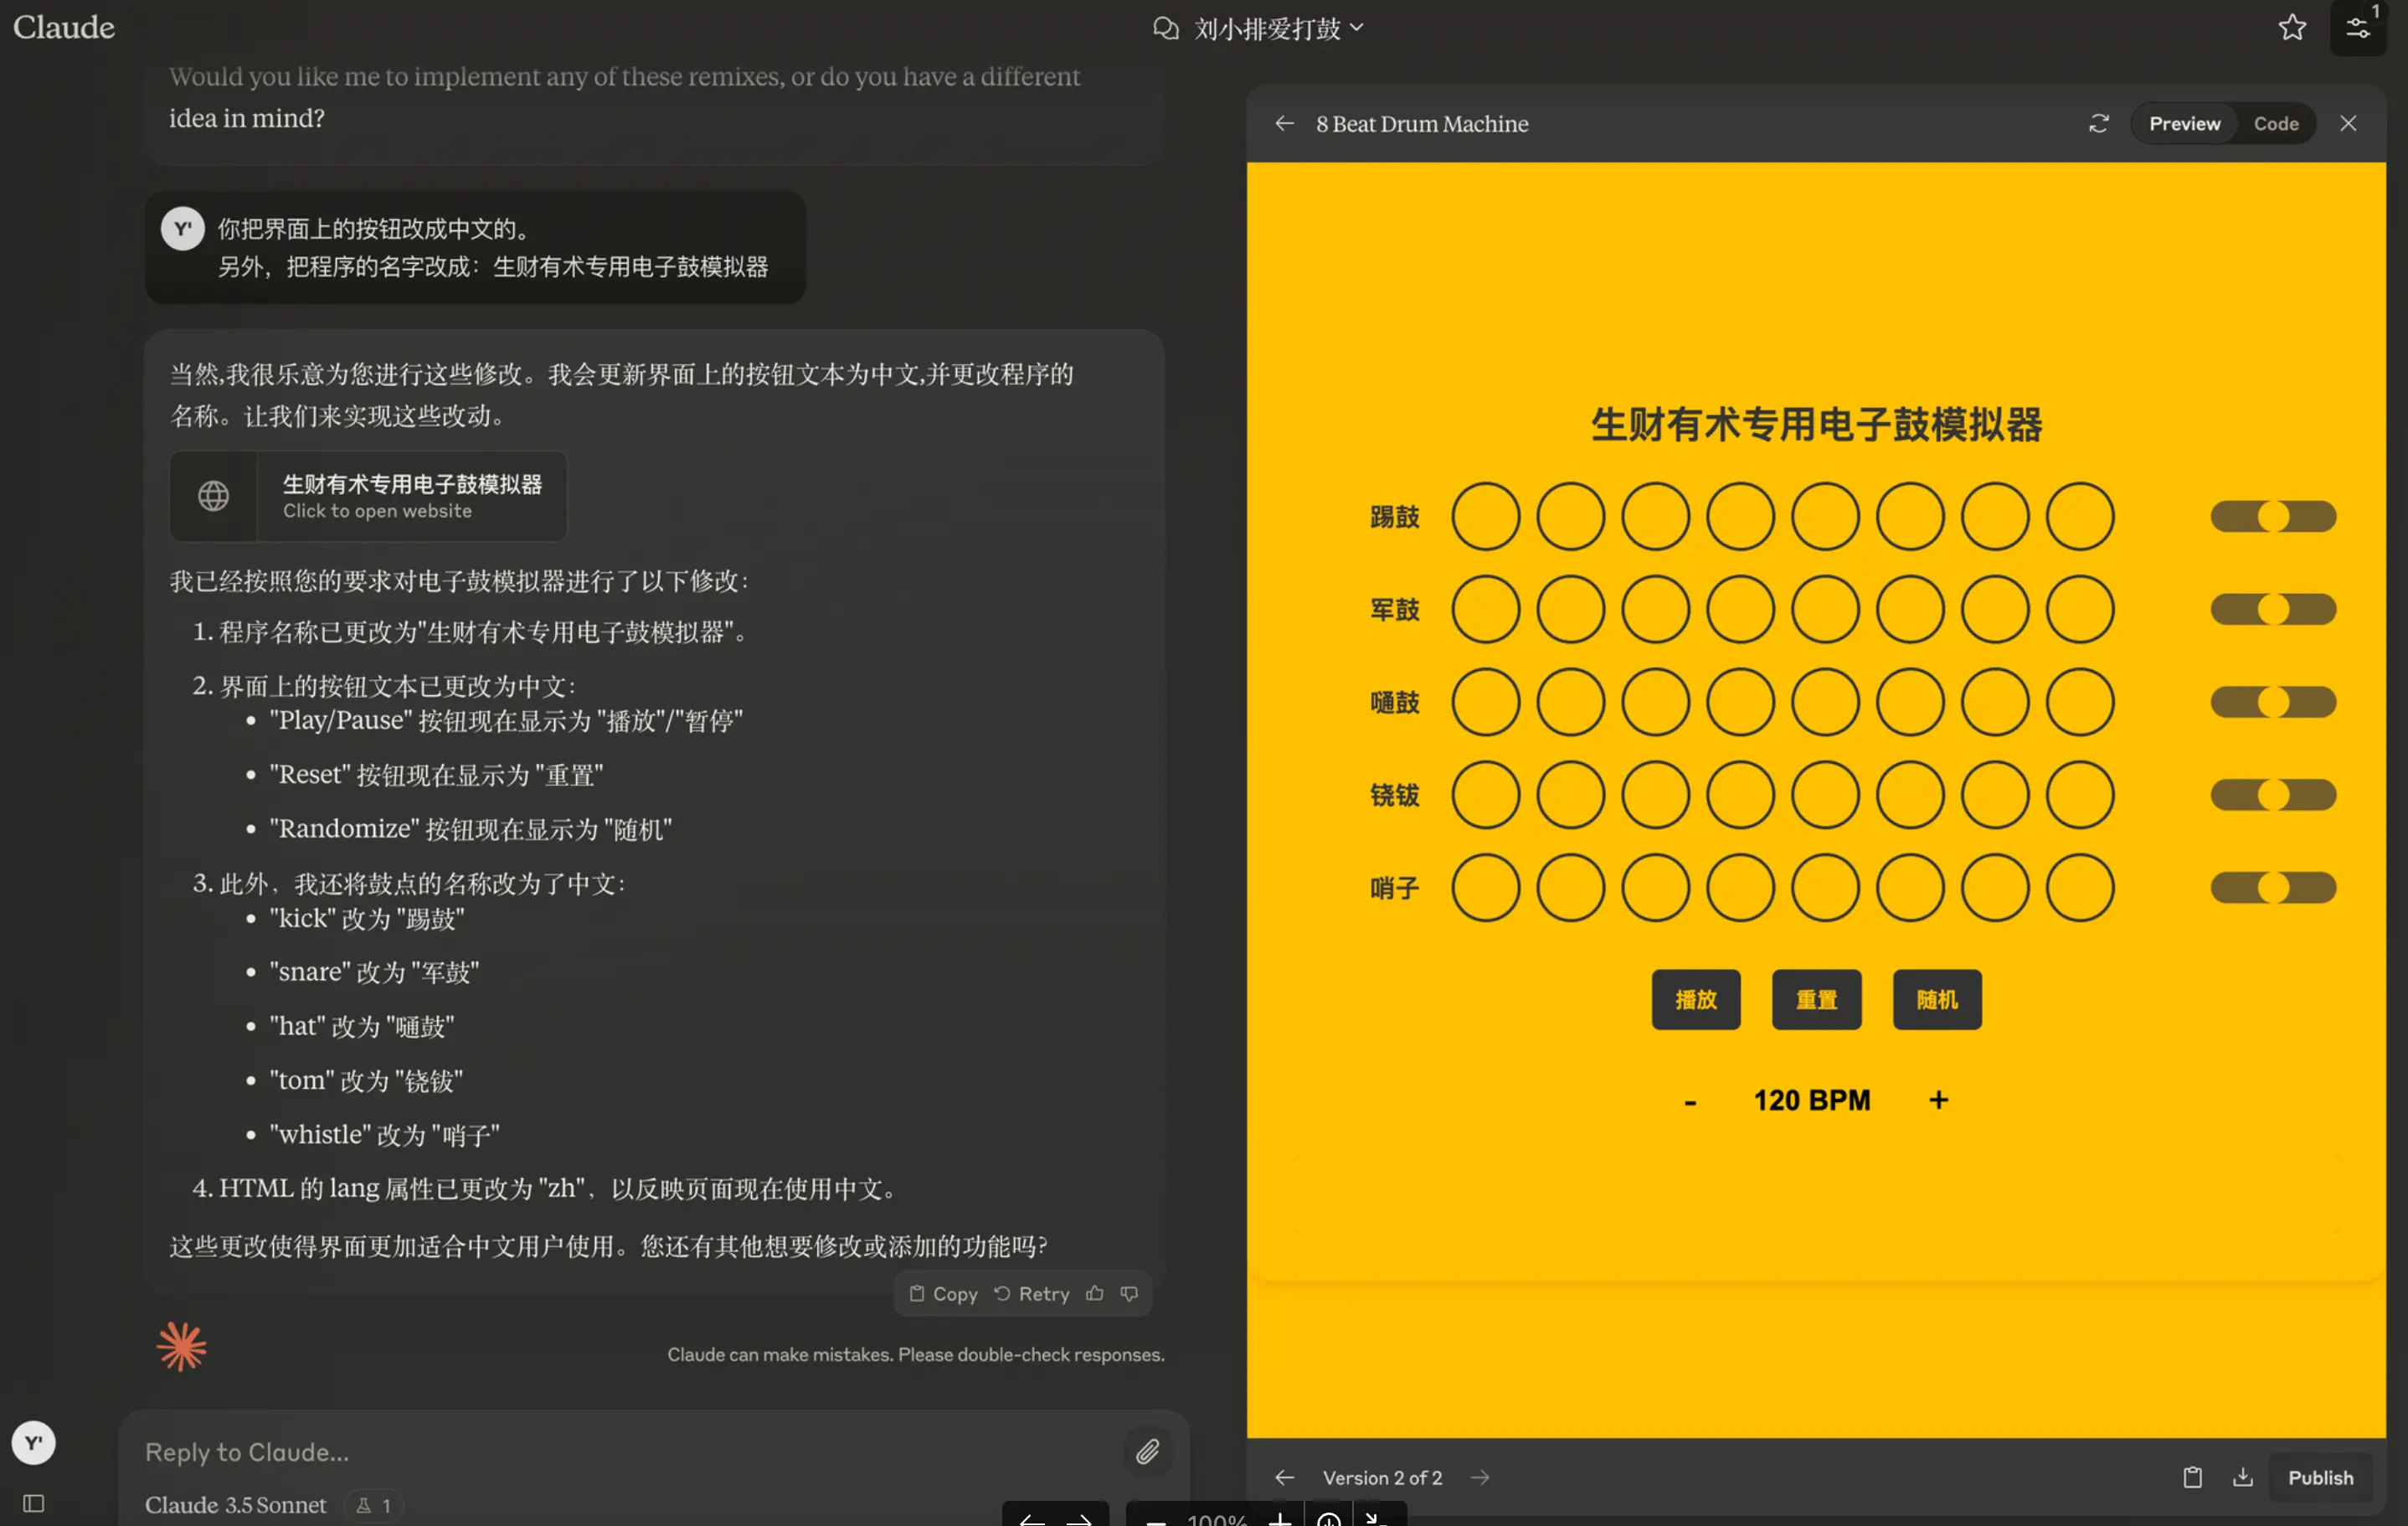 Claude
刘小排爱打鼓
1
Would you like me to implement any of these remixes, or do you have a different
idea in mind?
Y'
你把界面上的按钮改成中文的。
另外，把程序的名字改成：生财有术专用电子鼓模拟器
当然,我很乐意为您进行这些修改。我会更新界面上的按钮文本为中文,并更改程序的
名称。让我们来实现这些改动。
生财有术专用电子鼓模拟器
Click to open website
我已经按照您的要求对电子鼓模拟器进行了以下修改：
1. 程序名称已更改为"生财有术专用电子鼓模拟器"。
2. 界面上的按钮文本已更改为中文：
• "Play/Pause" 按钮现在显示为 "播放"/"暂停"
• "Reset" 按钮现在显示为 "重置"
• "Randomize" 按钮现在显示为 "随机"
3. 此外，我还将鼓点的名称改为了中文：
• "kick" 改为 "踢鼓"
• "snare" 改为 "军鼓"
• "hat" 改为 "嗵鼓"
• "tom" 改为 "铙钹"
• "whistle" 改为 "哨子"
4. HTML 的 lang 属性已更改为 "zh"，以反映页面现在使用中文。
这些更改使得界面更加适合中文用户使用。您还有其他想要修改或添加的功能吗?
Copy Retry
Claude can make mistakes. Please double-check responses.
Y'
Reply to Claude...
Claude 3.5 Sonnet 1
8 Beat Drum Machine
Preview Code
生财有术专用电子鼓模拟器
踢鼓
军鼓
嗵鼓
铙钹
哨子
播放 重置 随机
- 120 BPM +
Version 2 of 2
Publish
100%